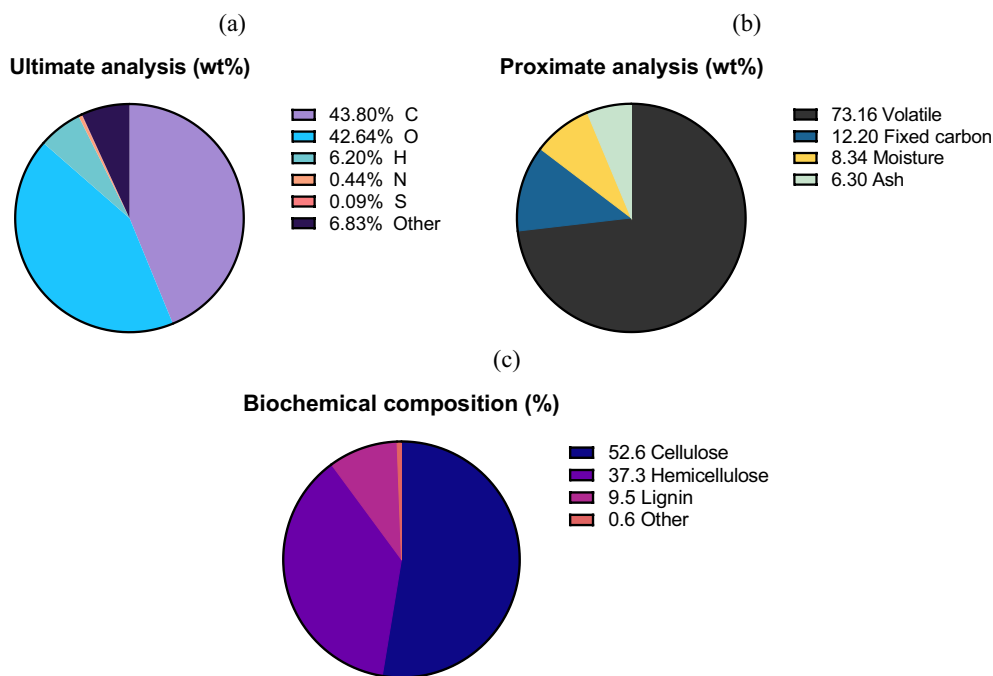 (a)
Ultimate analysis (wt%)
43.80% C
42.64% O
6.20% H
0.44% N
0.09% S
6.83% Other
(b)
Proximate analysis (wt%)
73.16 Volatile
12.20 Fixed carbon
8.34 Moisture
6.30 Ash
(c)
Biochemical composition (%)
52.6 Cellulose
37.3 Hemicellulose
9.5 Lignin
0.6 Other